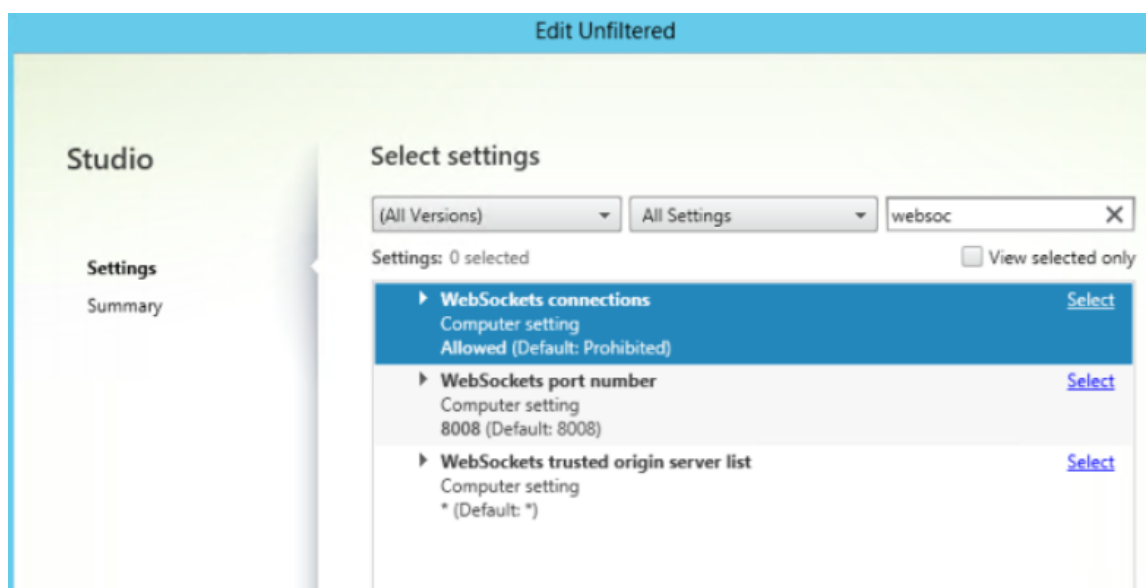 Edit Unfiltered
Studio
Settings
Summary
Select settings
(All Versions) All Settings websoc
Settings: 0 selected View selected only
WebSockets connections Select
Computer setting
Allowed (Default: Prohibited)
WebSockets port number Select
Computer setting
8008 (Default: 8008)
WebSockets trusted origin server list Select
Computer setting
* (Default: *)